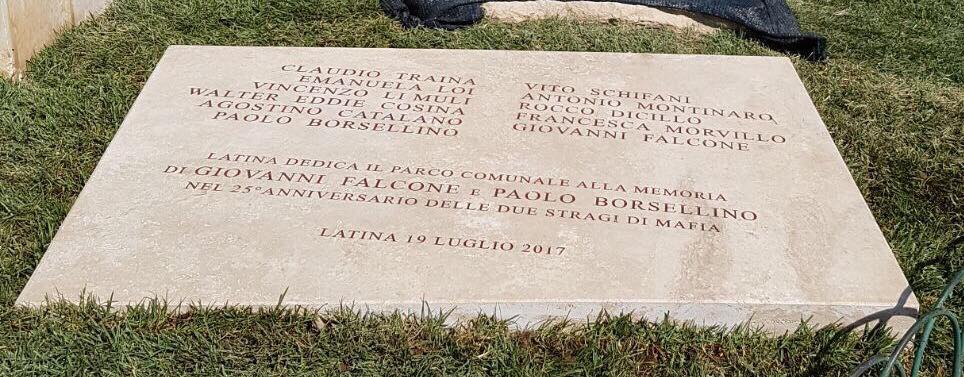 CLAUDIO TRAINA
EMANUELA LOI
VINCENZO LI MULI
WALTER EDDIE COSINA
AGOSTINO CATALANO
PAOLO BORSELLINO
VITO SCHIFANI
ANTONIO MONTINARO
ROCCO DICILLO
FRANCESCA MORVILLO
GIOVANNI FALCONE
LATINA DEDICA IL PARCO COMUNALE ALLA MEMORIA
DI GIOVANNI FALCONE E PAOLO BORSELLINO
NEL 25° ANNIVERSARIO DELLE DUE STRAGI DI MAFIA
LATINA 19 LUGLIO 2017